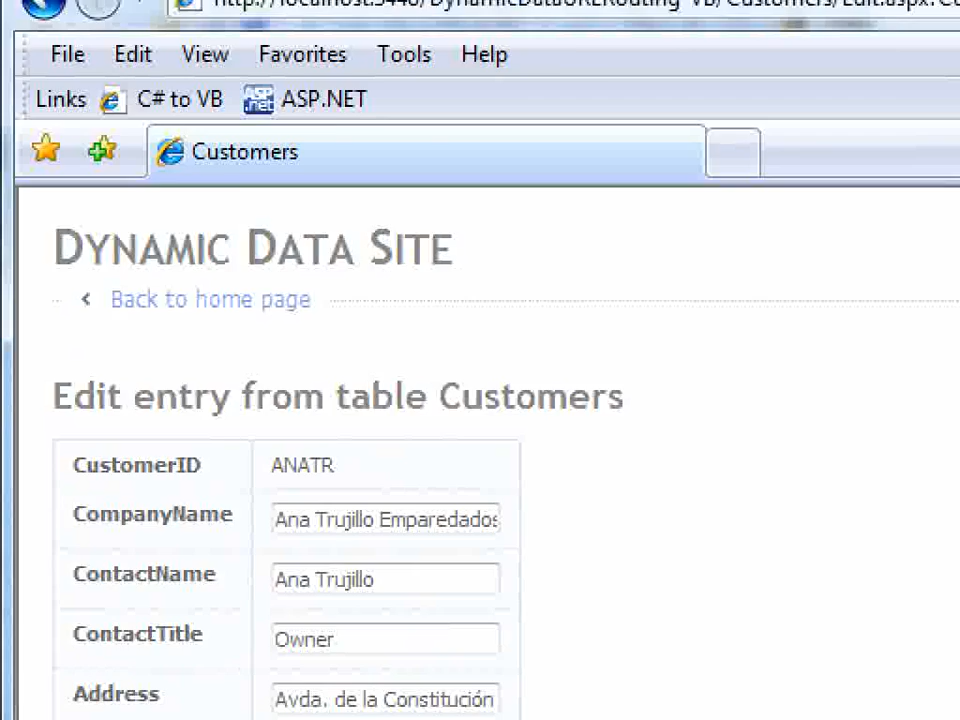 File Edit View Favorites Tools Help
Links C# to VB ASP.net ASP.NET
Customers
DYNAMIC DATA SITE
Back to home page
Edit entry from table Customers
CustomerID ANATR
CompanyName Ana Trujillo Emparedados
ContactName Ana Trujillo
ContactTitle Owner
Address Avda. de la Constitución